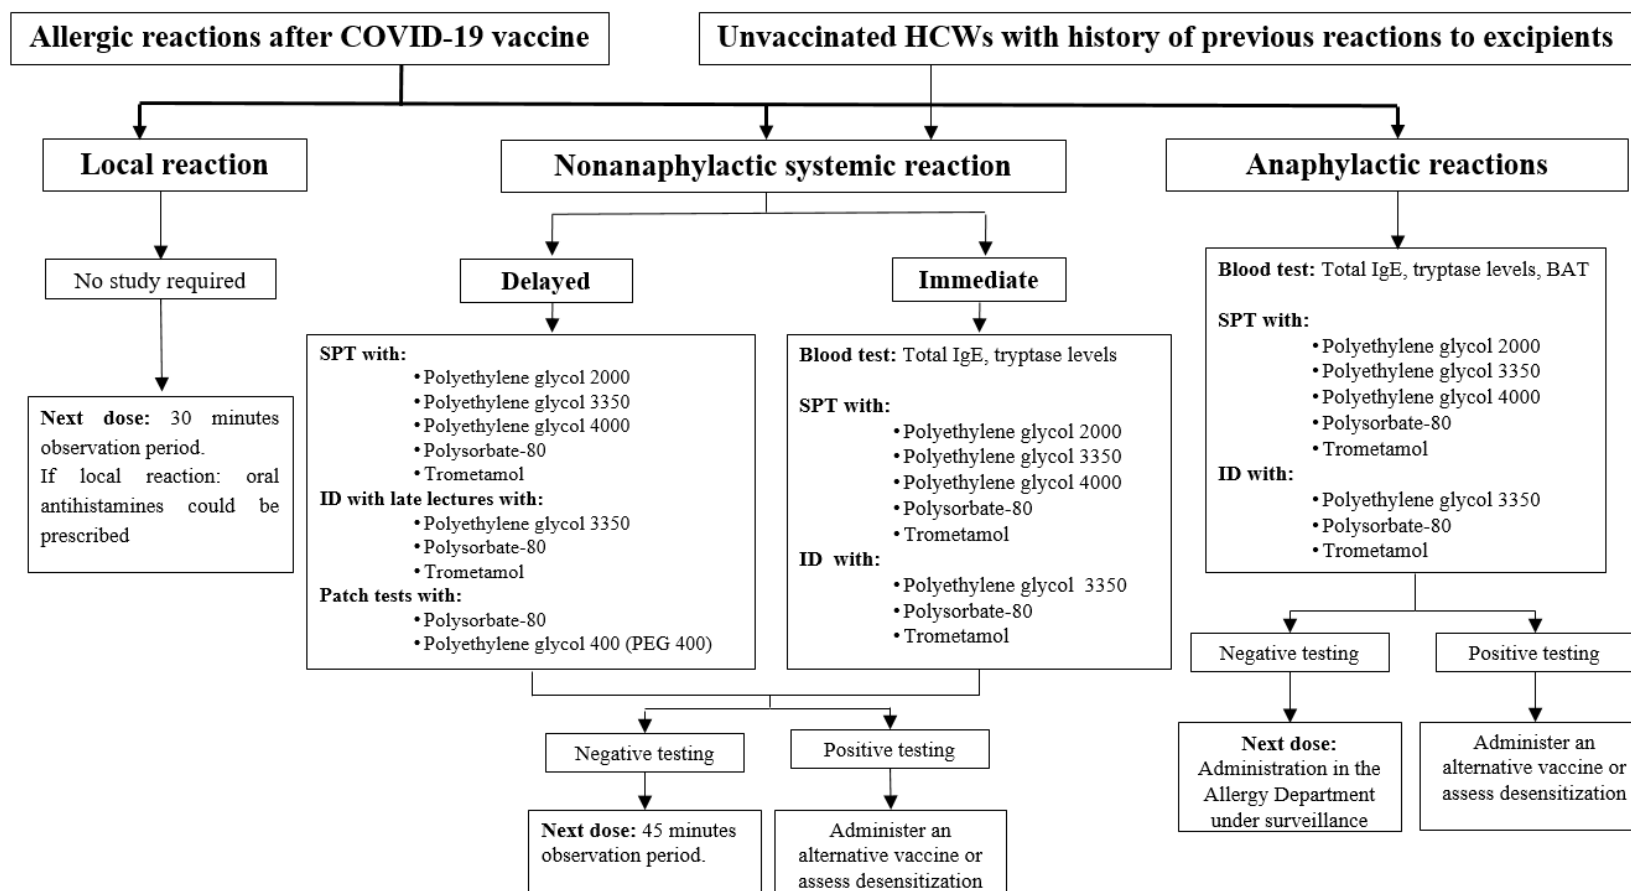 Allergic reactions after COVID-19 vaccine
Unvaccinated HCWs with history of previous reactions to excipients
Local reaction
Nonanaphylactic systemic reaction
Anaphylactic reactions
No study required
Next dose: 30 minutes
observation period.
If local reaction: oral
antihistamines could be
prescribed
Delayed
SPT with:
• Polyethylene glycol 2000
• Polyethylene glycol 3350
• Polyethylene glycol 4000
• Polysorbate-80
• Trometamol
ID with late lectures with:
• Polyethylene glycol 3350
• Polysorbate-80
• Trometamol
Patch tests with:
• Polysorbate-80
• Polyethylene glycol 400 (PEG 400)
Immediate
Blood test: Total IgE, tryptase levels
SPT with:
• Polyethylene glycol 2000
• Polyethylene glycol 3350
• Polyethylene glycol 4000
• Polysorbate-80
• Trometamol
ID with:
• Polyethylene glycol 3350
• Polysorbate-80
• Trometamol
Negative testing
Positive testing
Next dose: 45 minutes
observation period.
Administer an
alternative vaccine or
assess desensitization
Blood test: Total IgE, tryptase levels, BAT
SPT with:
• Polyethylene glycol 2000
• Polyethylene glycol 3350
• Polyethylene glycol 4000
• Polysorbate-80
• Trometamol
ID with:
• Polyethylene glycol 3350
• Polysorbate-80
• Trometamol
Negative testing
Positive testing
Next dose:
Administration in the
Allergy Department
under surveillance
Administer an
alternative vaccine or
assess desensitization